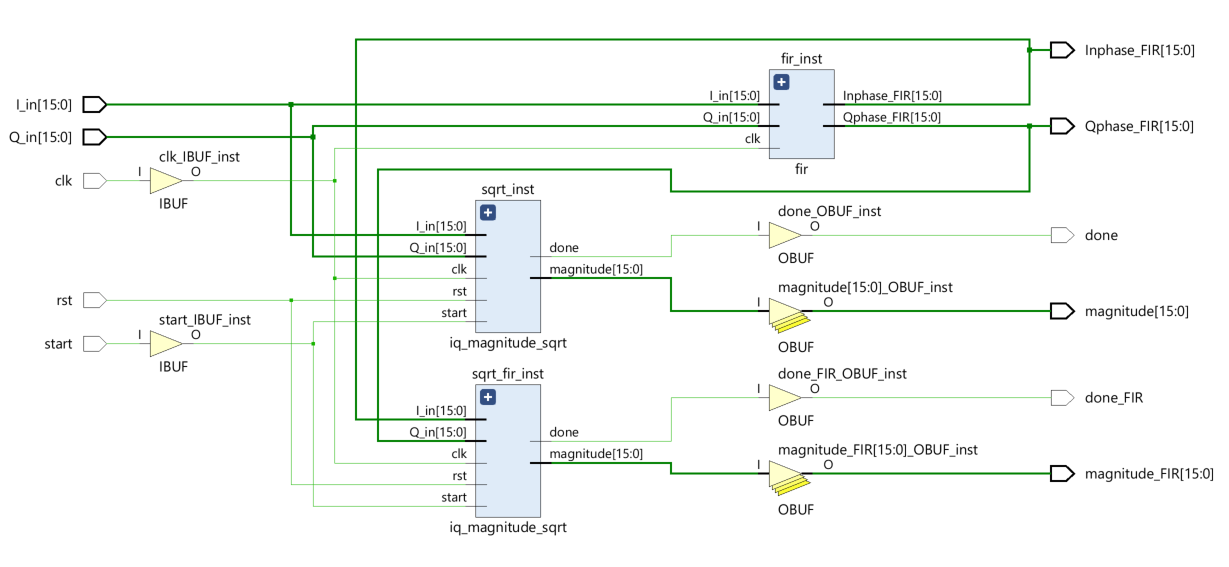 Inphase_FIR[15:0]
fir_inst
I_in[15:0]
I_in[15:0]
Inphase_FIR[15:0]
Q_in[15:0]
Q_in[15:0]
Qphase_FIR[15:0]
Qphase_FIR[15:0]
clk
fir
clk_IBUF_inst
clk
I
O
IBUF
sqrt_inst
I_in[15:0]
Q_in[15:0]
clk
rst
start
done
magnitude[15:0]
iq_magnitude_sqrt
done_OBUF_inst
I
O
OBUF
done
rst
magnitude[15:0]_OBUF_inst
I
O
OBUF
magnitude[15:0]
start_IBUF_inst
start
I
O
IBUF
sqrt_fir_inst
I_in[15:0]
Q_in[15:0]
clk
rst
start
done
magnitude[15:0]
iq_magnitude_sqrt
done_FIR_OBUF_inst
I
O
OBUF
done_FIR
magnitude_FIR[15:0]_OBUF_inst
I
O
OBUF
magnitude_FIR[15:0]